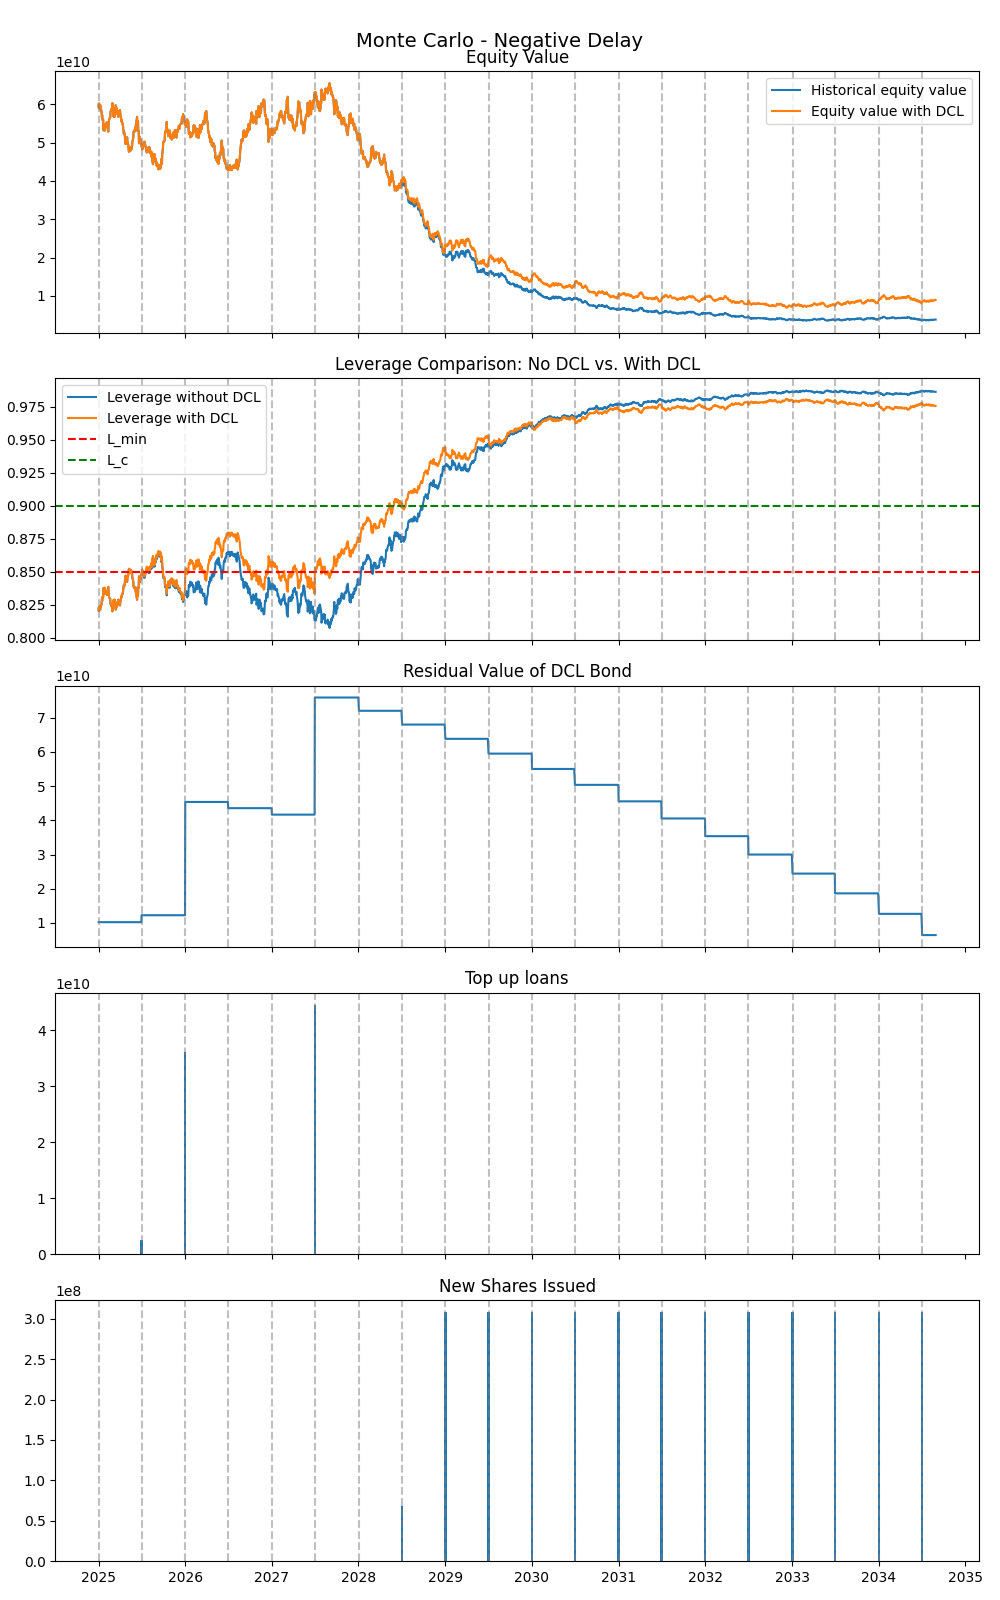 Monte Carlo - Negative Delay
Equity Value
1e10
6
5
4
3
2
1
Historical equity value
Equity value with DCL
Leverage Comparison: No DCL vs. With DCL
0.975
0.950
0.925
0.900
0.875
0.850
0.825
0.800
Leverage without DCL
Leverage with DCL
L_min
L_c
Residual Value of DCL Bond
1e10
7
6
5
4
3
2
1
Top up loans
1e10
4
3
2
1
0
New Shares Issued
1e8
3.0
2.5
2.0
1.5
1.0
0.5
0.0
2025 2026 2027 2028 2029 2030 2031 2032 2033 2034 2035